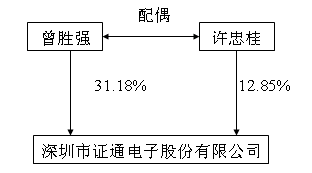 配偶
曾胜强
许忠桂
31.18%
12.85%
深圳市证通电子股份有限公司